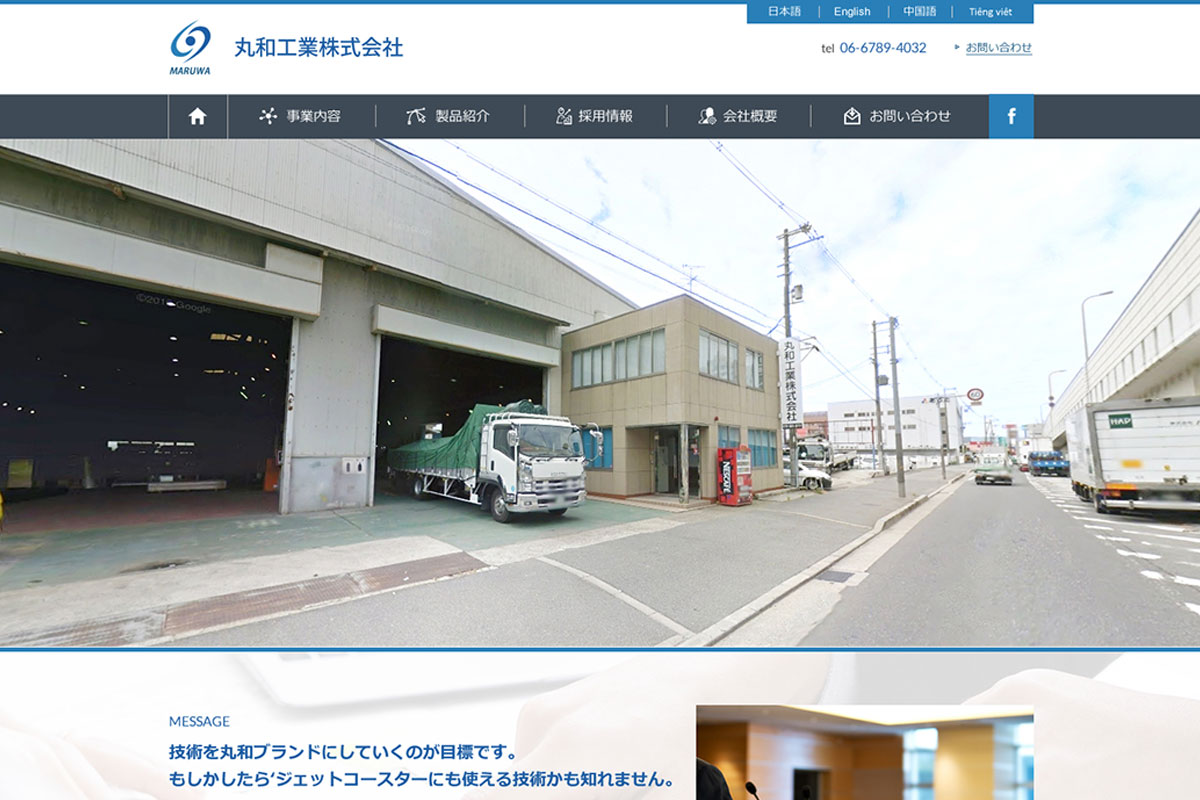 日本語
English
中国語
Tiếng việt
MARUWA
丸和工業株式会社
tel 06-6789-4032
お問い合わせ
事業内容
製品紹介
採用情報
会社概要
お問い合わせ
f
Google
丸和工業株式会社
NESCAFÉ
HAD
MESSAGE
技術を丸和ブランドにしていくのが目標です。
もしかしたら‘ジェットコースターにも使える技術かも知れません。